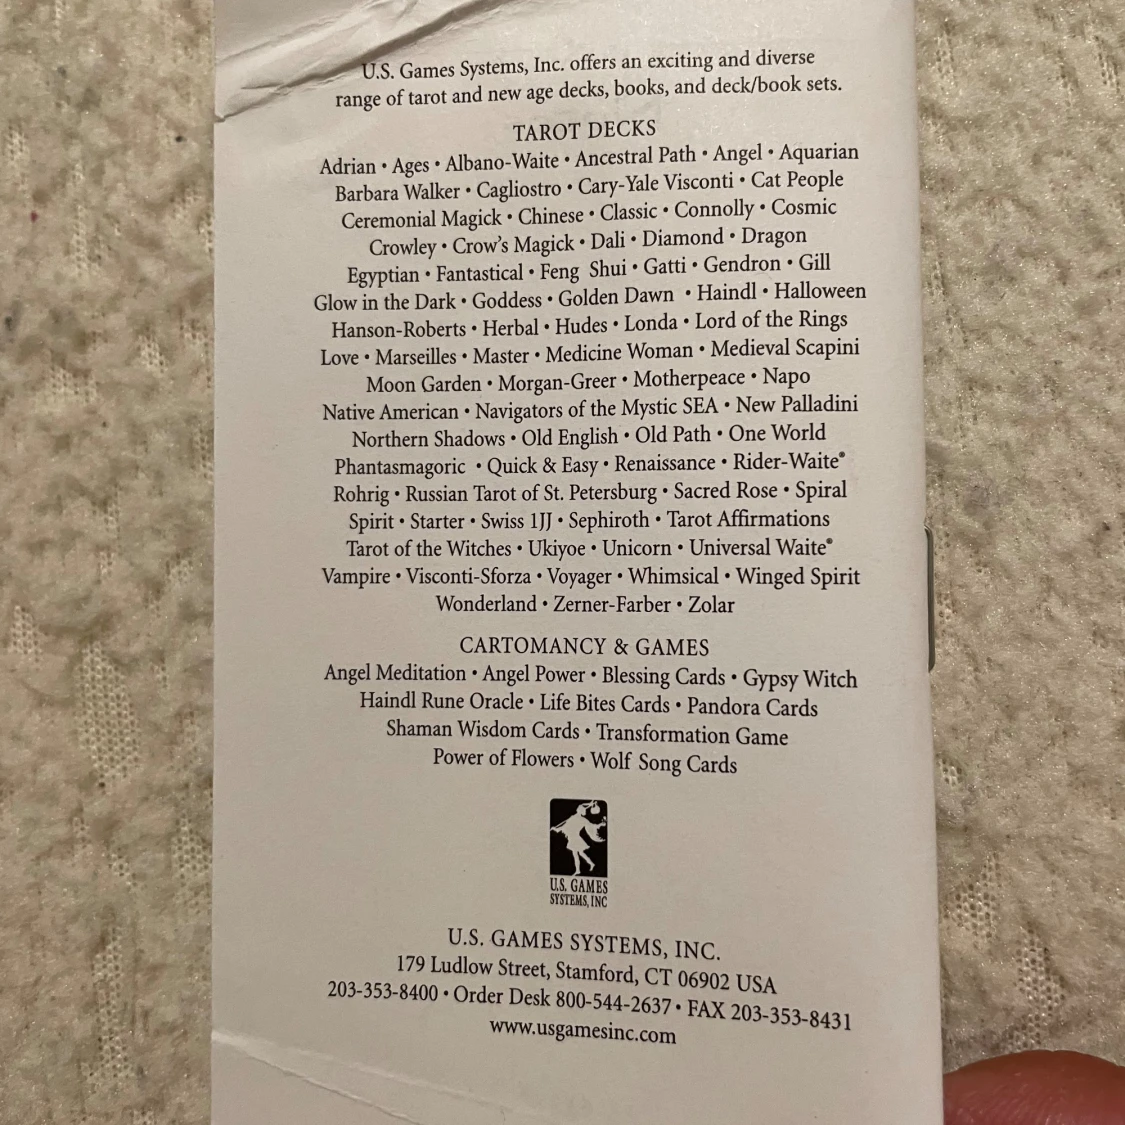 U.S. Games Systems, Inc. offers an exciting and diverse
range of tarot and new age decks, books, and deck/book sets.
TAROT DECKS
Adrian • Ages • Albano-Waite • Ancestral Path • Angel • Aquarian
Barbara Walker • Cagliostro • Cary-Yale Visconti • Cat People
Ceremonial Magick • Chinese • Classic • Connolly • Cosmic
Crowley • Crow's Magick • Dali • Diamond • Dragon
Egyptian • Fantastical • Feng Shui • Gatti • Gendron • Gill
Glow in the Dark • Goddess • Golden Dawn • Haindl • Halloween
Hanson-Roberts • Herbal • Hudes • Londa • Lord of the Rings
Love • Marseilles • Master • Medicine Woman • Medieval Scapini
Moon Garden • Morgan-Greer • Motherpeace • Napo
Native American • Navigators of the Mystic SEA • New Palladini
Northern Shadows • Old English • Old Path • One World
Phantasmagoric • Quick & Easy • Renaissance • Rider-Waite®
Rohrig • Russian Tarot of St. Petersburg • Sacred Rose • Spiral
Spirit • Starter • Swiss 1JJ • Sephiroth • Tarot Affirmations
Tarot of the Witches • Ukiyoe • Unicorn • Universal Waite®
Vampire • Visconti-Sforza • Voyager • Whimsical • Winged Spirit
Wonderland • Zerner-Farber • Zolar
CARTOMANCY & GAMES
Angel Meditation • Angel Power • Blessing Cards • Gypsy Witch
Haindl Rune Oracle • Life Bites Cards • Pandora Cards
Shaman Wisdom Cards • Transformation Game
Power of Flowers • Wolf Song Cards
U.S. GAMES
SYSTEMS, INC
U.S. GAMES SYSTEMS, INC.
179 Ludlow Street, Stamford, CT 06902 USA
203-353-8400 • Order Desk 800-544-2637 • FAX 203-353-8431
www.usgamesinc.com